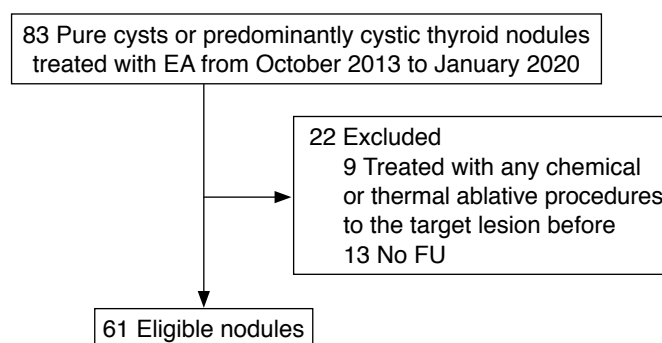 83 Pure cysts or predominantly cystic thyroid nodules
treated with EA from October 2013 to January 2020
22 Excluded
9 Treated with any chemical
or thermal ablative procedures
to the target lesion before
13 No FU
61 Eligible nodules